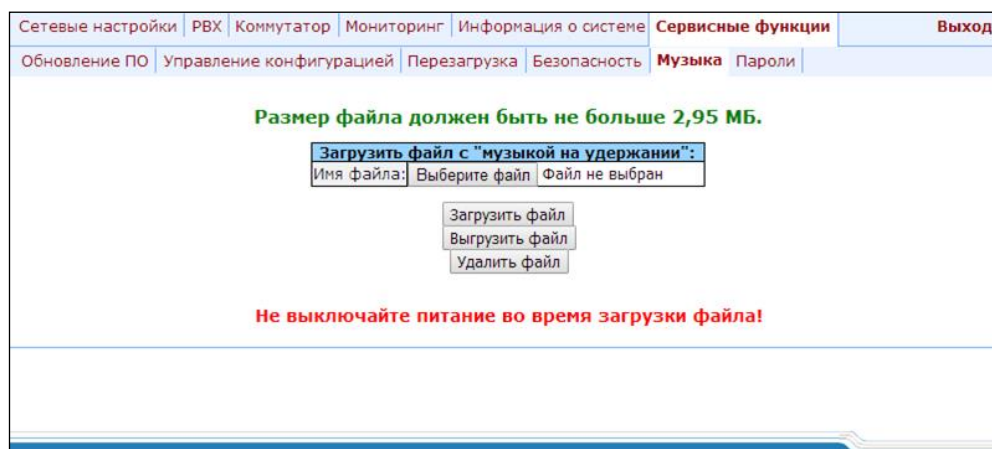 Сетевые настройки PBX Коммутатор Мониторинг Информация о системе Сервисные функции Выход
Обновление ПО Управление конфигурацией Перезагрузка Безопасность Музыка Пароли
Размер файла должен быть не больше 2,95 МБ.
Загрузить файл с "музыкой на удержании":
Имя файла: Выберите файл Файл не выбран
Загрузить файл
Выгрузить файл
Удалить файл
Не выключайте питание во время загрузки файла!